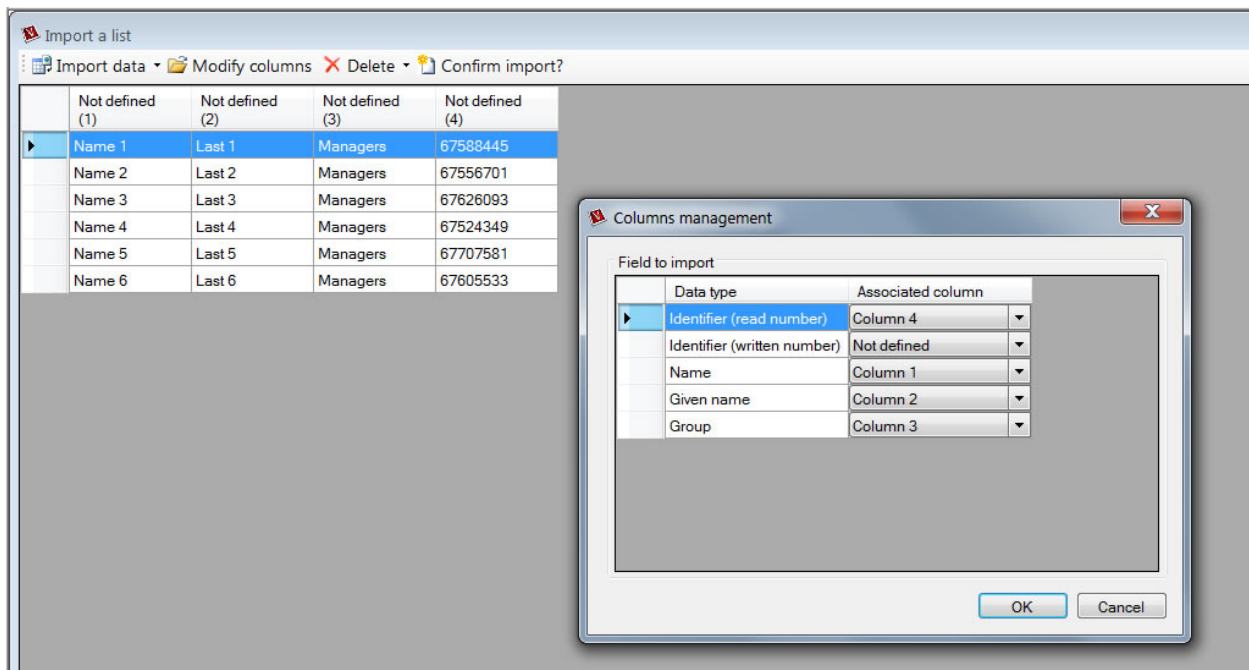 Import a list
Import data Modify columns Delete Confirm import?
Not defined (1) Not defined (2) Not defined (3) Not defined (4)
Name 1 Last 1 Managers 67588445
Name 2 Last 2 Managers 67556701
Name 3 Last 3 Managers 67626093
Name 4 Last 4 Managers 67524349
Name 5 Last 5 Managers 67707581
Name 6 Last 6 Managers 67605533
Columns management
Field to import
Data type Associated column
Identifier (read number) Column 4
Identifier (written number) Not defined
Name Column 1
Given name Column 2
Group Column 3
OK Cancel